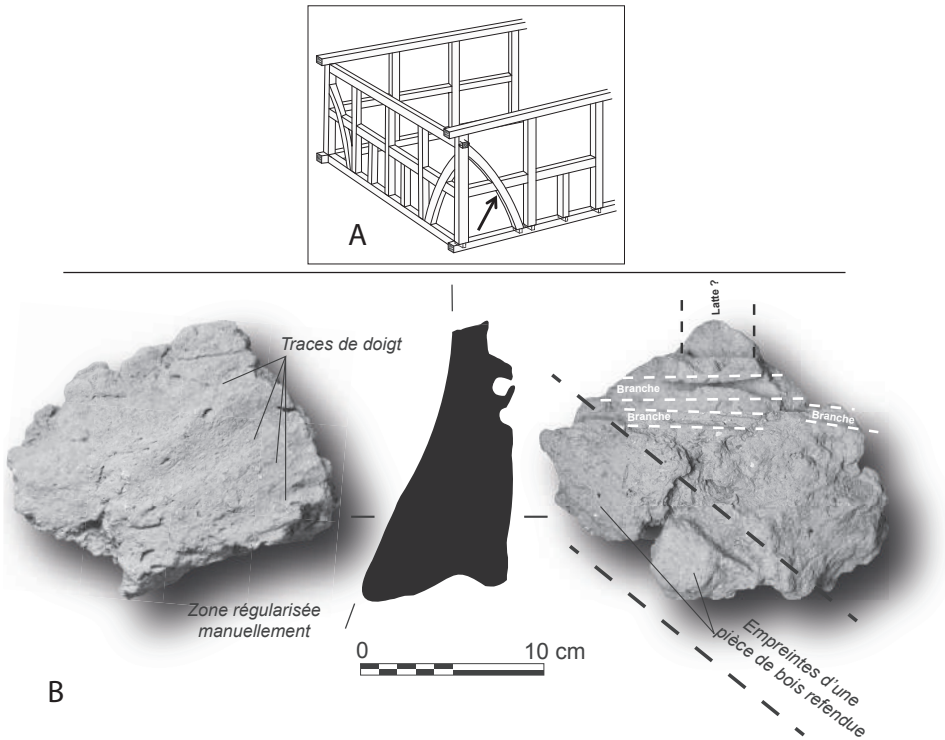 A
Traces de doigt
Latte ?
Branche
Branche
Branche
Zone régularisée
manuellement
0 10 cm
Empreintes d'une
pièce de bois refendue
B